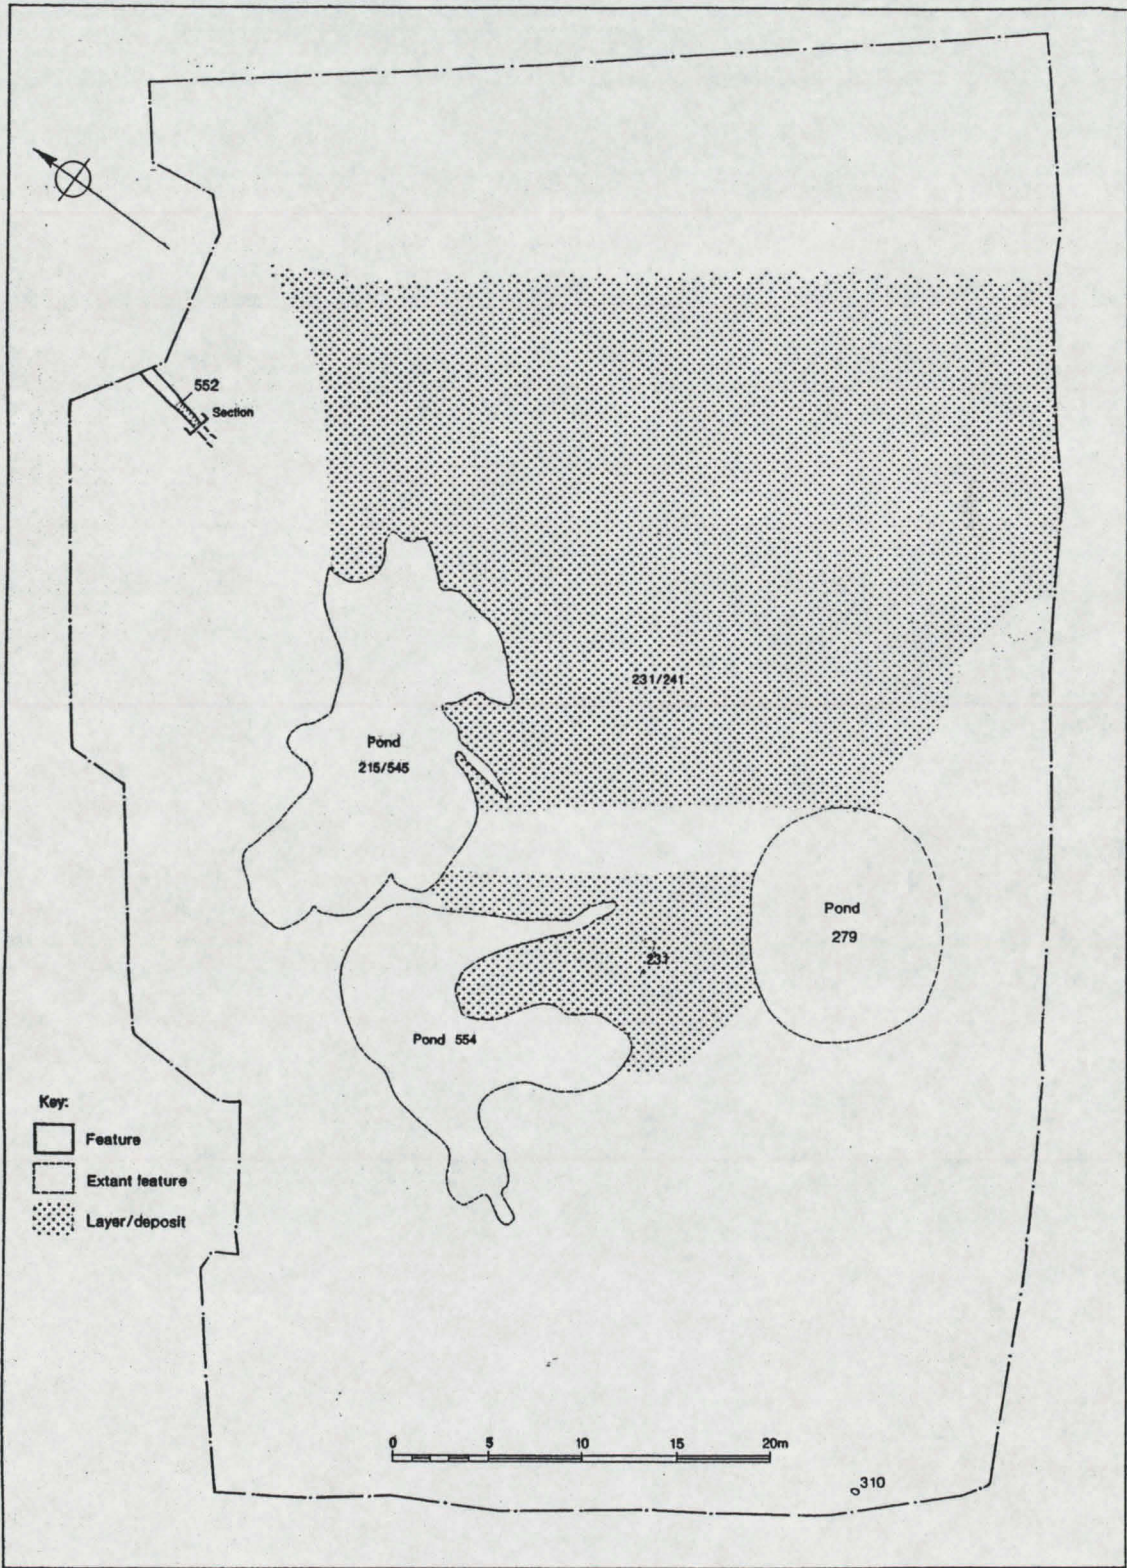 552
Section
231/241
Pond
215/545
Pond
279
Pond 554
Key:
Feature
Extant feature
Layer/deposit
0 5 10 15 20m
310